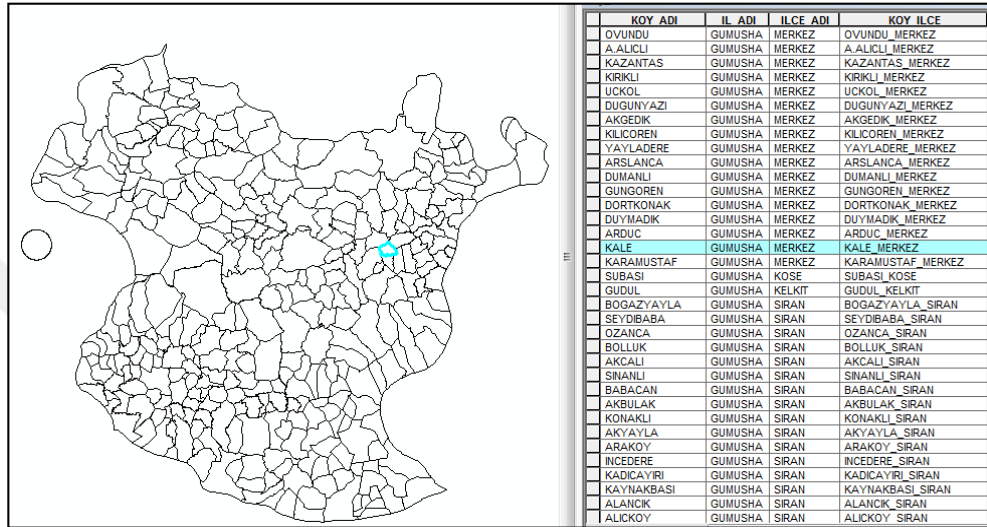 KOY_ADI IL_ADI ILCE_ADI KOY_ILCE
OVUNDU GUMUSHA MERKEZ OVUNDU_MERKEZ
A.ALICLI GUMUSHA MERKEZ A.ALICLI_MERKEZ
KAZANTAS GUMUSHA MERKEZ KAZANTAS_MERKEZ
KIRIKLI GUMUSHA MERKEZ KIRIKLI_MERKEZ
UCKOL GUMUSHA MERKEZ UCKOL_MERKEZ
DUGUNYAZI GUMUSHA MERKEZ DUGUNYAZI_MERKEZ
AKGEDIK GUMUSHA MERKEZ AKGEDIK_MERKEZ
KILICOREN GUMUSHA MERKEZ KILICOREN_MERKEZ
YAYLADERE GUMUSHA MERKEZ YAYLADERE_MERKEZ
ARSLANCA GUMUSHA MERKEZ ARSLANCA_MERKEZ
DUMANLI GUMUSHA MERKEZ DUMANLI_MERKEZ
GUNGOREN GUMUSHA MERKEZ GUNGOREN_MERKEZ
DORTKONAK GUMUSHA MERKEZ DORTKONAK_MERKEZ
DUYMADIK GUMUSHA MERKEZ DUYMADIK_MERKEZ
ARDUC GUMUSHA MERKEZ ARDUC_MERKEZ
KALE GUMUSHA MERKEZ KALE_MERKEZ
KARAMUSTAF GUMUSHA MERKEZ KARAMUSTAF_MERKEZ
SUBASI GUMUSHA KOSE SUBASI_KOSE
GUDUL GUMUSHA KELKIT GUDUL_KELKIT
BOGAZYAYLA GUMUSHA SIRAN BOGAZYAYLA_SIRAN
SEYDIBABA GUMUSHA SIRAN SEYDIBABA_SIRAN
OZANCA GUMUSHA SIRAN OZANCA_SIRAN
BOLLUK GUMUSHA SIRAN BOLLUK_SIRAN
AKCALI GUMUSHA SIRAN AKCALI_SIRAN
SINANLI GUMUSHA SIRAN SINANLI_SIRAN
BABACAN GUMUSHA SIRAN BABACAN_SIRAN
AKBULAK GUMUSHA SIRAN AKBULAK_SIRAN
KONAKLI GUMUSHA SIRAN KONAKLI_SIRAN
AKYAYLA GUMUSHA SIRAN AKYAYLA_SIRAN
ARAKOY GUMUSHA SIRAN ARAKOY_SIRAN
INCEDERE GUMUSHA SIRAN INCEDERE_SIRAN
KADICAYIRI GUMUSHA SIRAN KADICAYIRI_SIRAN
KAYNAKBASI GUMUSHA SIRAN KAYNAKBASI_SIRAN
ALANCIK GUMUSHA SIRAN ALANCIK_SIRAN
ALICKOY GUMUSHA SIRAN ALICKOY_SIRAN